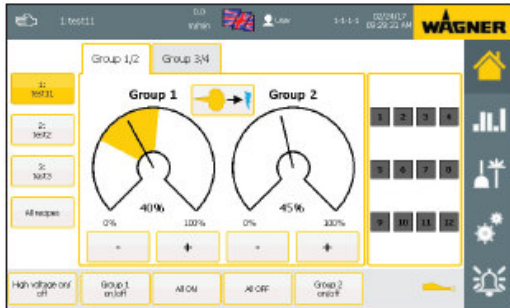 1:test11
0.0
m/min
User
1-1-1-1
02/24/17
09:29:21 AM
WAGNER
Group 1/2
Group 3/4
1:
test11
2:
test2
3:
test3
All recipes
Group 1
Group 2
40%
45%
0%
100%
0%
100%
-
+
-
+
1 2 3 4
5 6 7 8
9 10 11 12
High voltage on/
off
Group 1
on/off
All ON
All OFF
Group 2
on/off